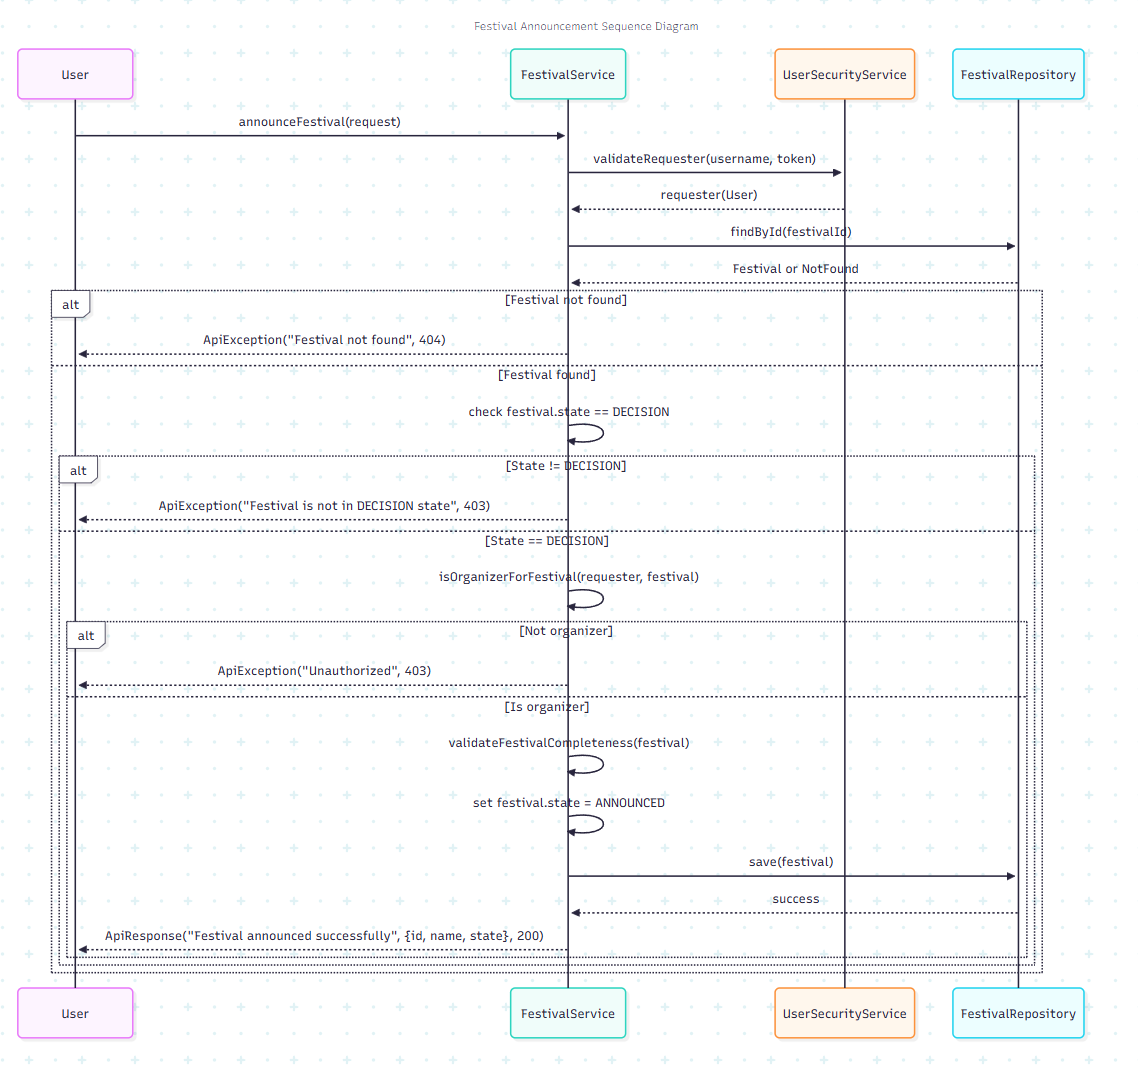 Festival Announcement Sequence Diagram
User
FestivalService
UserSecurityService
FestivalRepository
announceFestival(request)
validateRequester(username, token)
requester(User)
findById(festivalId)
Festival or NotFound
alt
[Festival not found]
ApiException("Festival not found", 404)
[Festival found]
check festival.state == DECISION
alt
[State != DECISION]
ApiException("Festival is not in DECISION state", 403)
[State == DECISION]
isOrganizerForFestival(requester, festival)
alt
[Not organizer]
ApiException("Unauthorized", 403)
[Is organizer]
validateFestivalCompleteness(festival)
set festival.state = ANNOUNCED
save(festival)
success
ApiResponse("Festival announced successfully", {id, name, state}, 200)
User
FestivalService
UserSecurityService
FestivalRepository